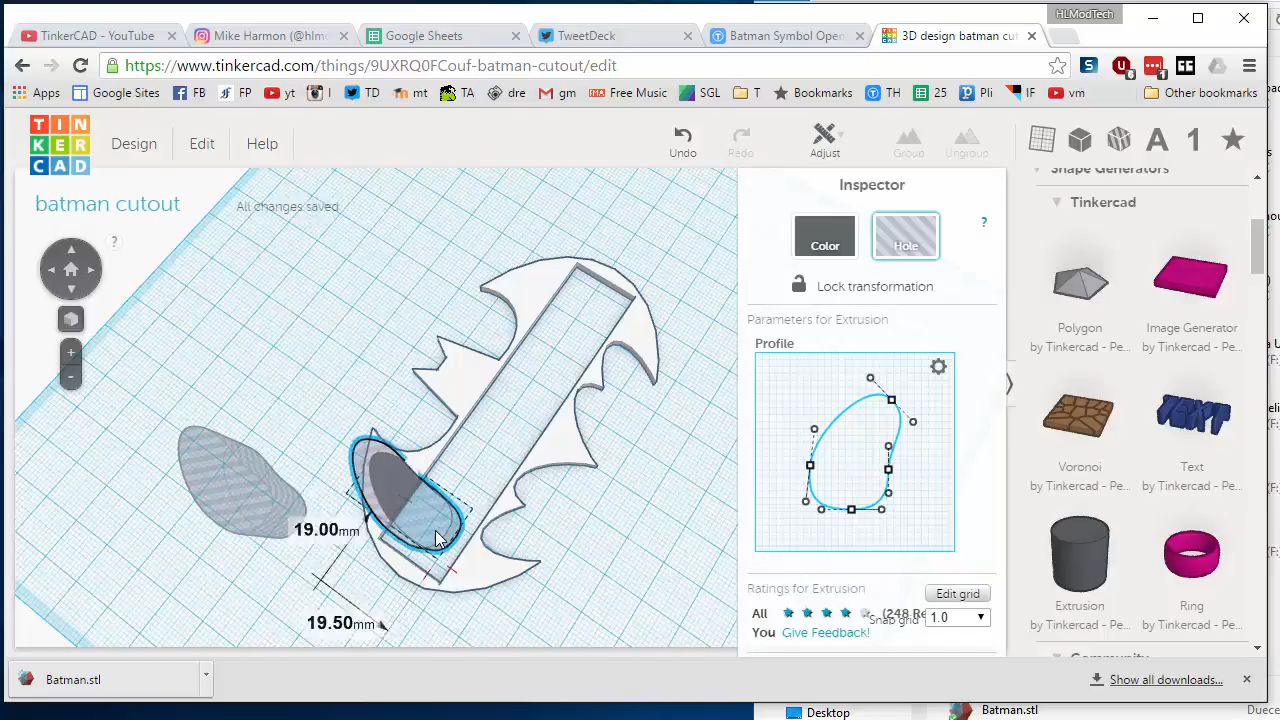 HLModTech
TinkerCAD - YouTube
Mike Harmon (@hlmo
Google Sheets
TweetDeck
Batman Symbol Open
3D design batman cut
https://www.tinkercad.com/things/9UXRQ0FCouf-batman-cutout/edit
Apps Google Sites FB FP yt I TD mt TA dre gm Free Music SGL T Bookmarks TH 25 Pli IF vm Other bookmarks
TIN
KER
CAD
Design Edit Help
Undo Redo Adjust Group Ungroup
batman cutout
All changes saved
?
19.00mm
19.50mm
Inspector
Color
Hole
?
Lock transformation
Parameters for Extrusion
Profile
Ratings for Extrusion
Edit grid
All (248 Re
Snap grid 1.0
You Give Feedback!
Shape Generators
Tinkercad
Polygon
by Tinkercad - Pe...
Image Generator
by Tinkercad - Pe...
Voronoi
by Tinkercad - Pe...
Text
by Tinkercad - Pe...
Extrusion
by Tinkercad - Pe...
Ring
by Tinkercad - Pe...
Community
Batman.stl
Show all downloads...
Desktop
Batman.stl